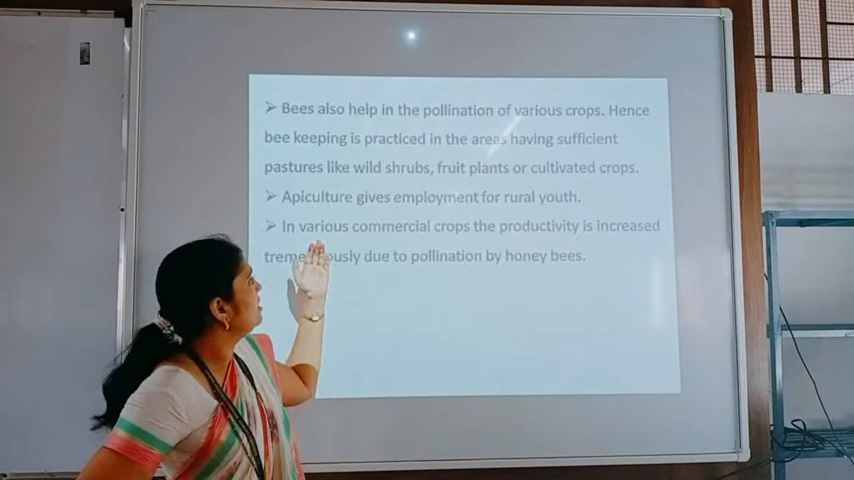 ➢ Bees also help in the pollination of various crops. Hence
bee keeping is practiced in the areas having sufficient
pastures like wild shrubs, fruit plants or cultivated crops.
➢ Apiculture gives employment for rural youth.
➢ In various commercial crops the productivity is increased
due to pollination by honey bees.